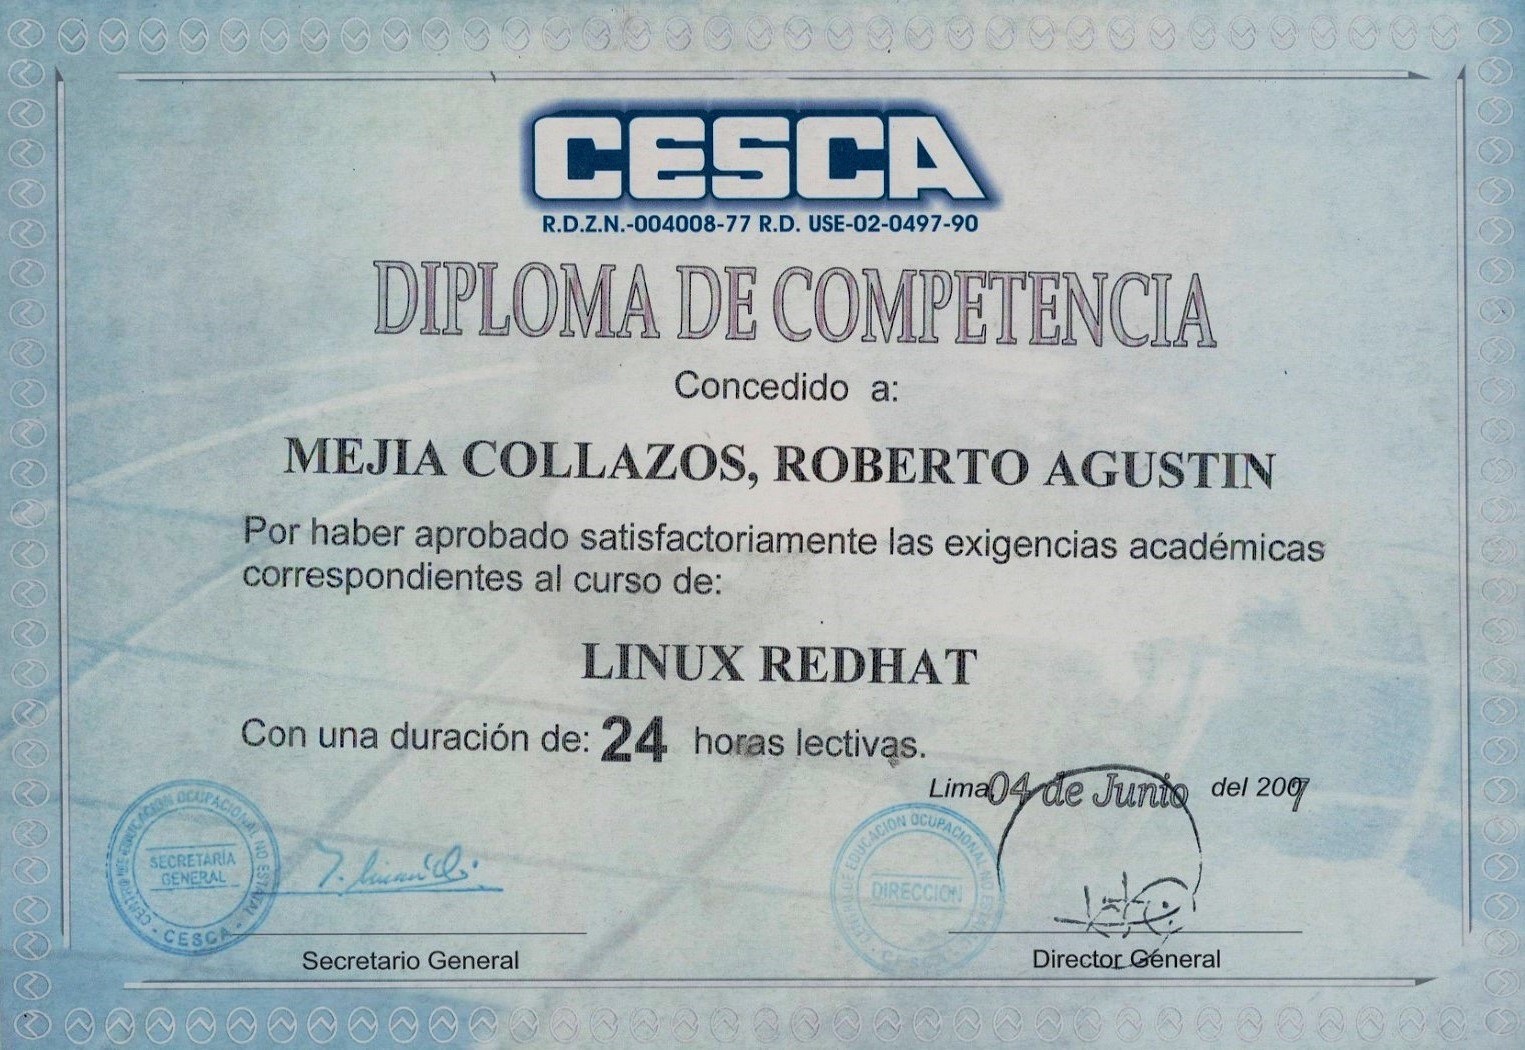 CESCA
R.D.Z.N.-004008-77 R.D. USE-02-0497-90
DIPLOMA DE COMPETENCIA
Concedido a:
MEJIA COLLAZOS, ROBERTO AGUSTIN
Por haber aprobado satisfactoriamente las exigencias académicas
correspondientes al curso de:
LINUX REDHAT
Con una duración de: 24 horas lectivas.
Lima 04 de Junio del 2007
CENTRO DE EDUCACION OCUPACIONAL NO ESTATAL
SECRETARIA
GENERAL
- CESCA -
CENTRO DE EDUCACION OCUPACIONAL NO ESTATAL
DIRECCION
- CESCA -
Secretario General
Director General